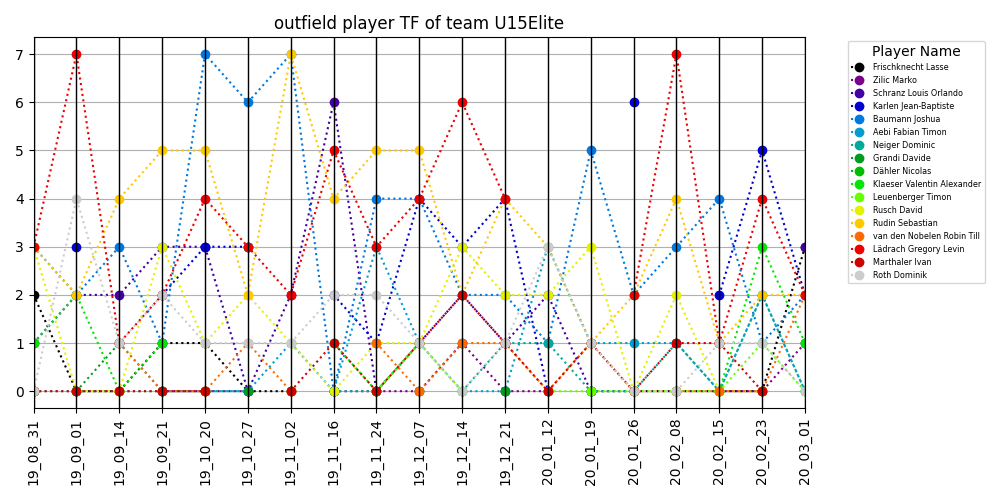 outfield player TF of team U15Elite
7
6
5
4
3
2
1
0
19_08_31
19_09_01
19_09_14
19_09_21
19_10_20
19_10_27
19_11_02
19_11_16
19_11_24
19_12_07
19_12_14
19_12_21
20_01_12
20_01_19
20_01_26
20_02_08
20_02_15
20_02_23
20_03_01
Player Name
Frischknecht Lasse
Zilic Marko
Schranz Louis Orlando
Karlen Jean-Baptiste
Baumann Joshua
Aebi Fabian Timon
Neiger Dominic
Grandi Davide
Dähler Nicolas
Klaeser Valentin Alexander
Leuenberger Timon
Rusch David
Rudin Sebastian
van den Nobelen Robin Till
Lädrach Gregory Levin
Marthaler Ivan
Roth Dominik